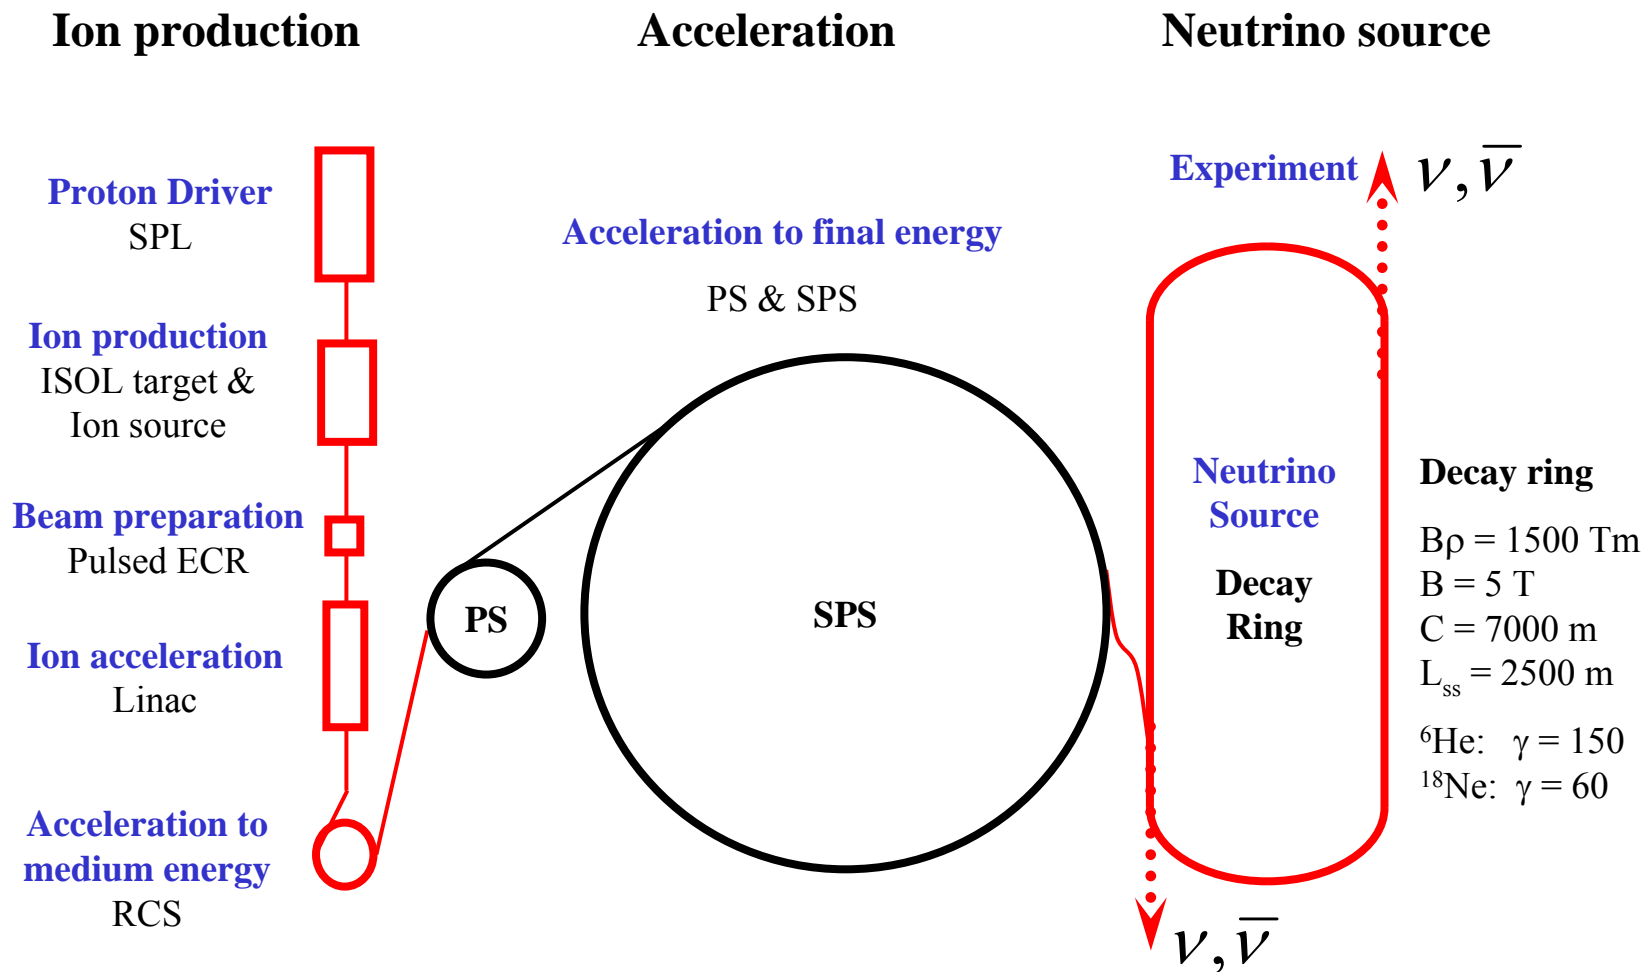 Ion production
Acceleration
Neutrino source
Proton Driver
SPL
Ion production
ISOL target &
Ion source
Beam preparation
Pulsed ECR
Ion acceleration
Linac
Acceleration to
medium energy
RCS
Acceleration to final energy
PS & SPS
PS
SPS
Experiment
ν, ν̅
Neutrino
Source
Decay
Ring
ν, ν̅
Decay ring
Bρ = 1500 Tm
B = 5 T
C = 7000 m
L_ss = 2500 m
⁶He: γ = 150
¹⁸Ne: γ = 60